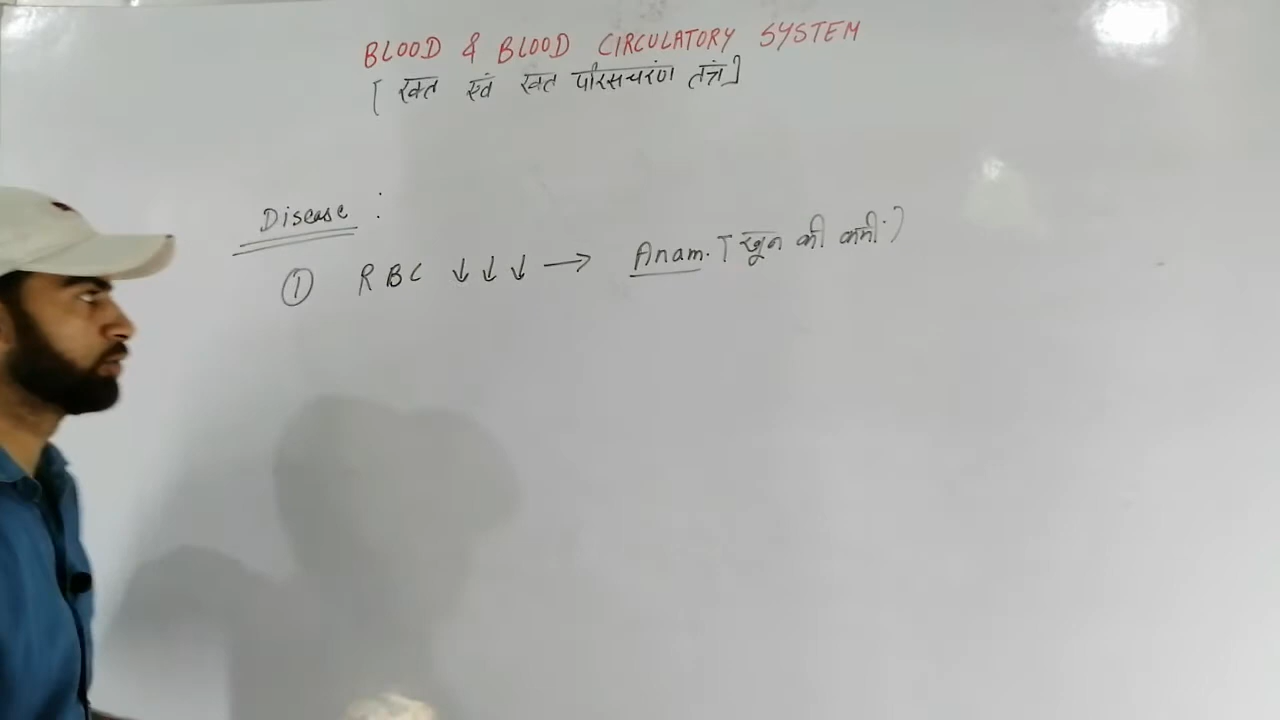 BLOOD & BLOOD CIRCULATORY SYSTEM
[ रक्त एवं रक्त परिसंचरण तंत्र ]
Disease :
① RBC ↓↓↓ → Anam. [ खून की कमी.)